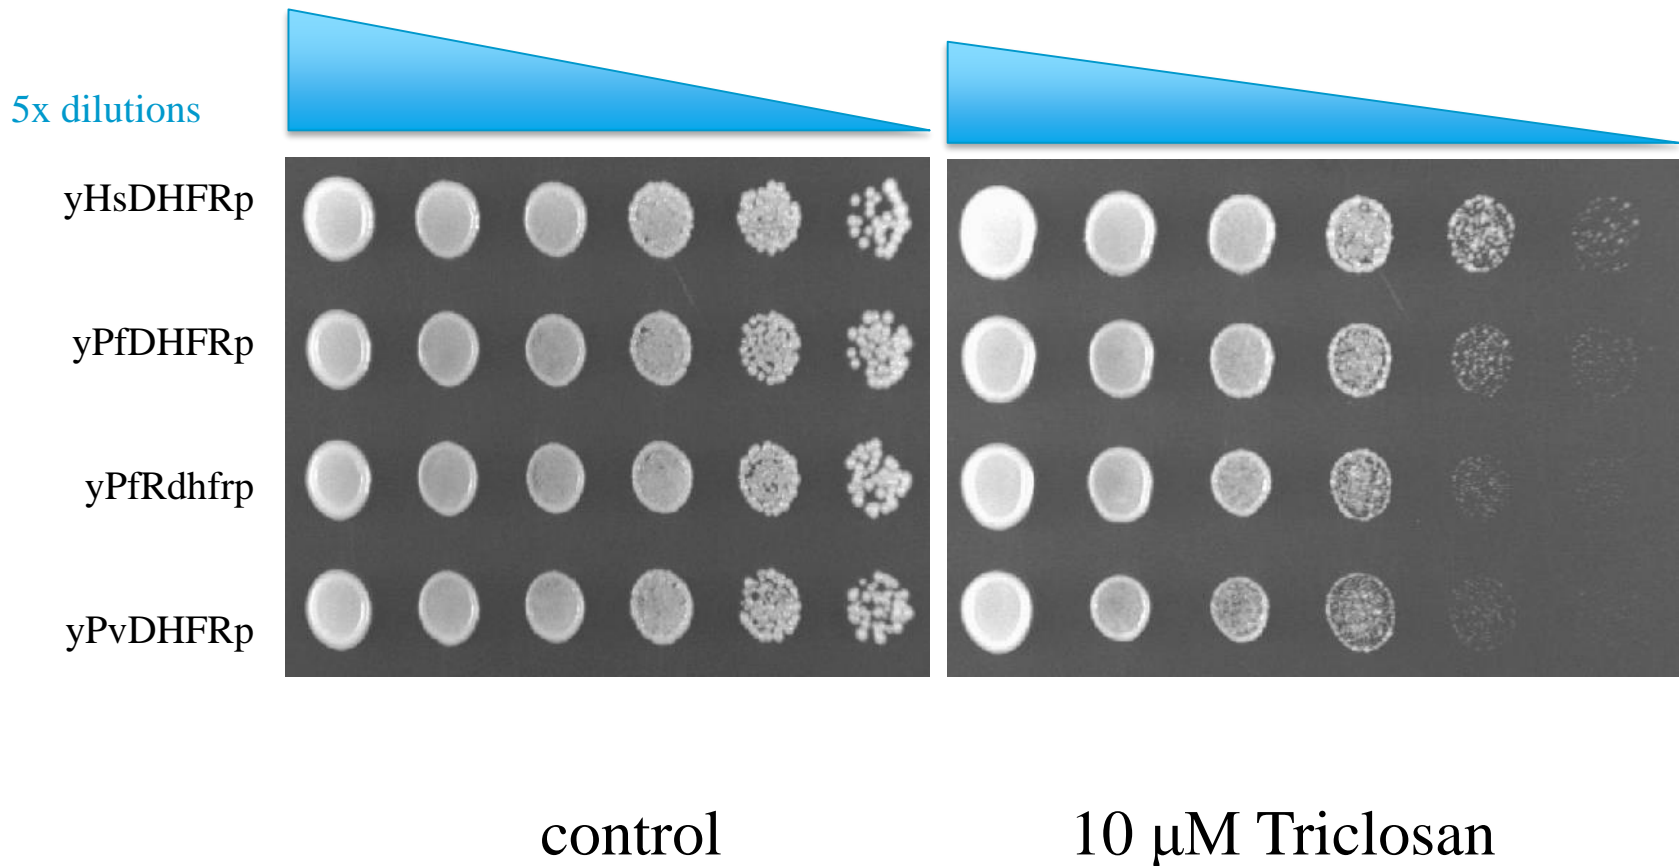 5x dilutions
yHsDHFRp
yPfDHFRp
yPfRdhfrp
yPvDHFRp
control
10 μM Triclosan